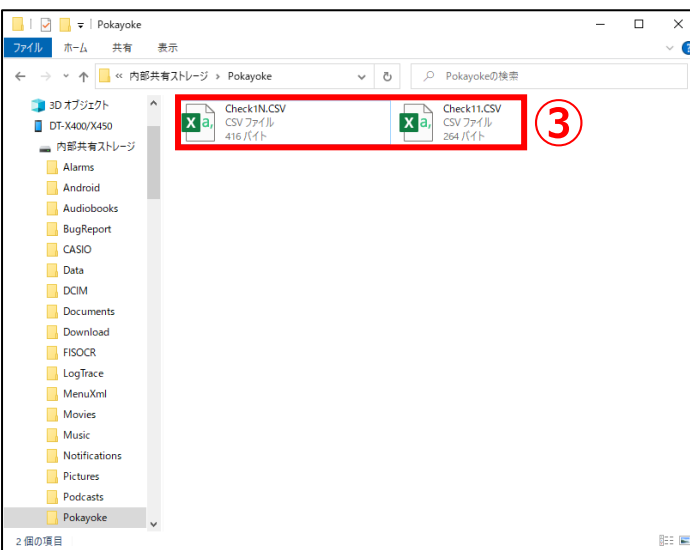 Pokayoke
ファイル ホーム 共有 表示
« 内部共有ストレージ › Pokayoke
Pokayokeの検索
3D オブジェクト
DT-X400/X450
内部共有ストレージ
Alarms
Android
Audiobooks
BugReport
CASIO
Data
DCIM
Documents
Download
FISOCR
LogTrace
MenuXml
Movies
Music
Notifications
Pictures
Podcasts
Pokayoke
Check1N.CSV
CSV ファイル
416 バイト
Check11.CSV
CSV ファイル
264 バイト
③
2 個の項目